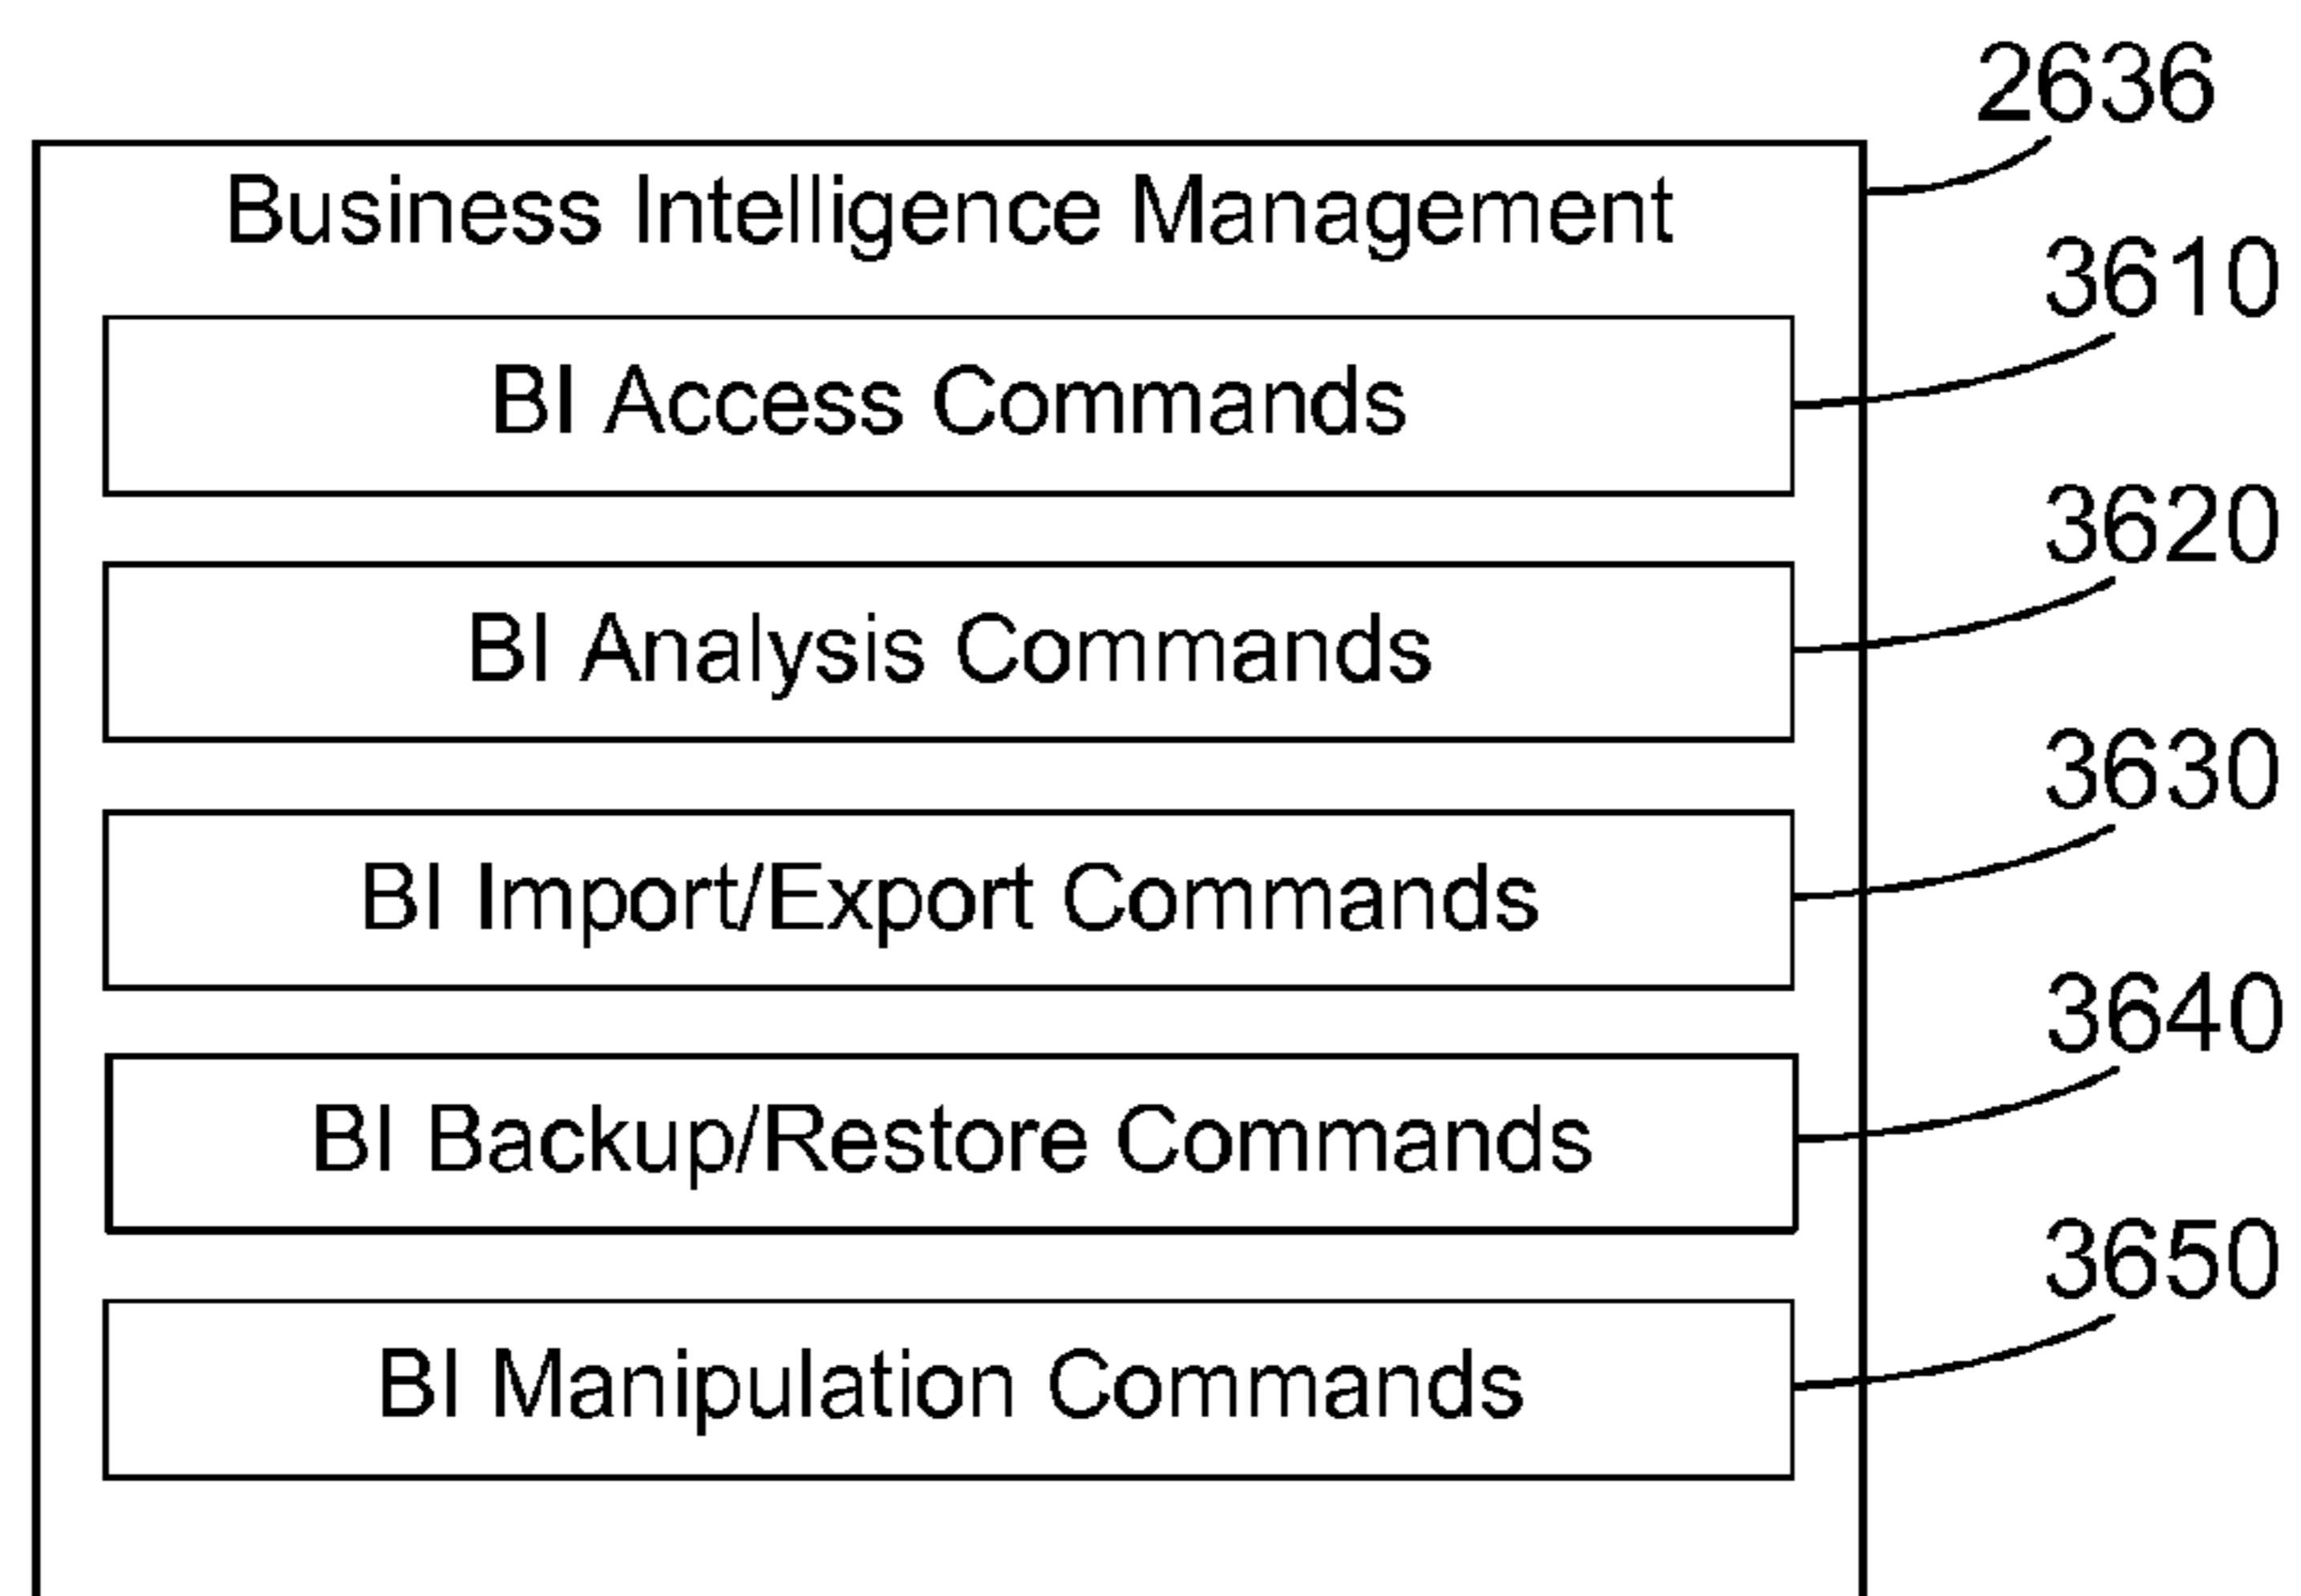 2636
Business Intelligence Management
3610
BI Access Commands
3620
BI Analysis Commands
3630
BI Import/Export Commands
3640
BI Backup/Restore Commands
3650
BI Manipulation Commands